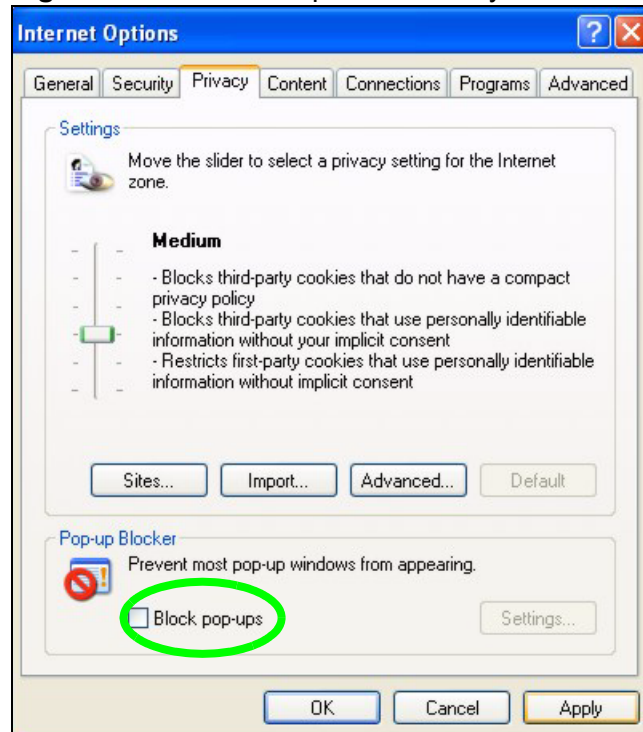 Internet Options
General Security Privacy Content Connections Programs Advanced
Settings
Move the slider to select a privacy setting for the Internet
zone.
Medium
- Blocks third-party cookies that do not have a compact
privacy policy
- Blocks third-party cookies that use personally identifiable
information without your implicit consent
- Restricts first-party cookies that use personally identifiable
information without implicit consent
Sites... Import... Advanced... Default
Pop-up Blocker
Prevent most pop-up windows from appearing.
Block pop-ups Settings...
OK Cancel Apply